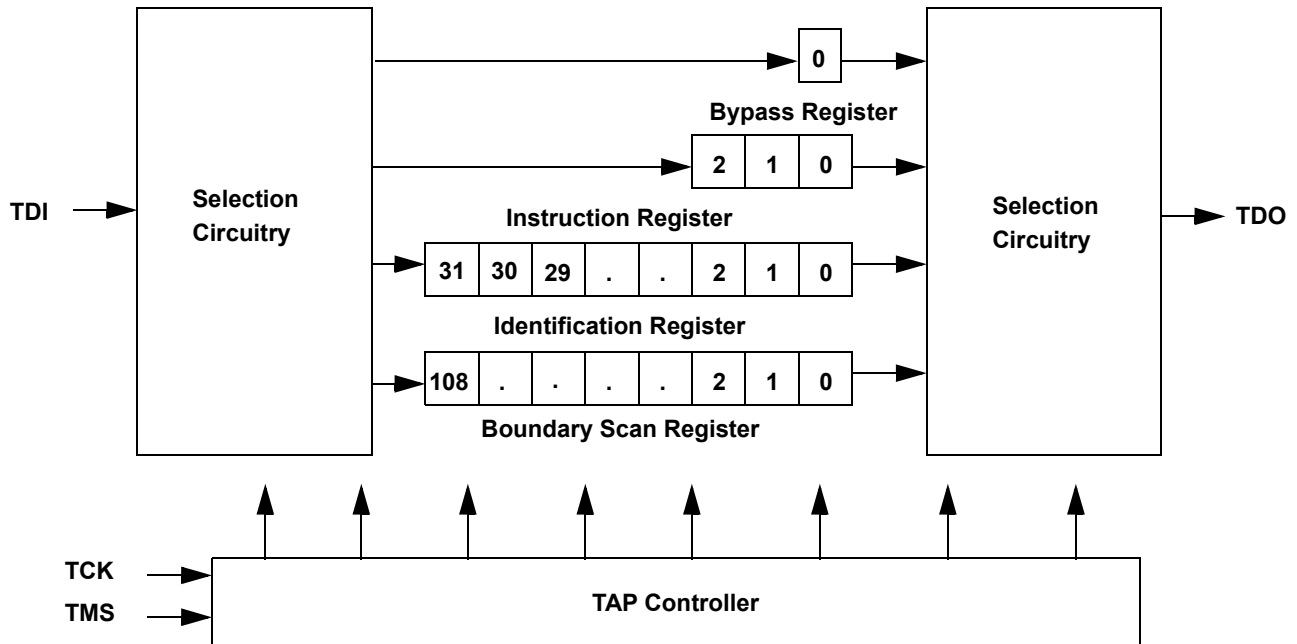 0
Bypass Register
2 1 0
TDI
Selection
Circuitry
Selection
Circuitry
TDO
Instruction Register
31 30 29 . . 2 1 0
Identification Register
108 . . . . 2 1 0
Boundary Scan Register
TCK
TMS
TAP Controller